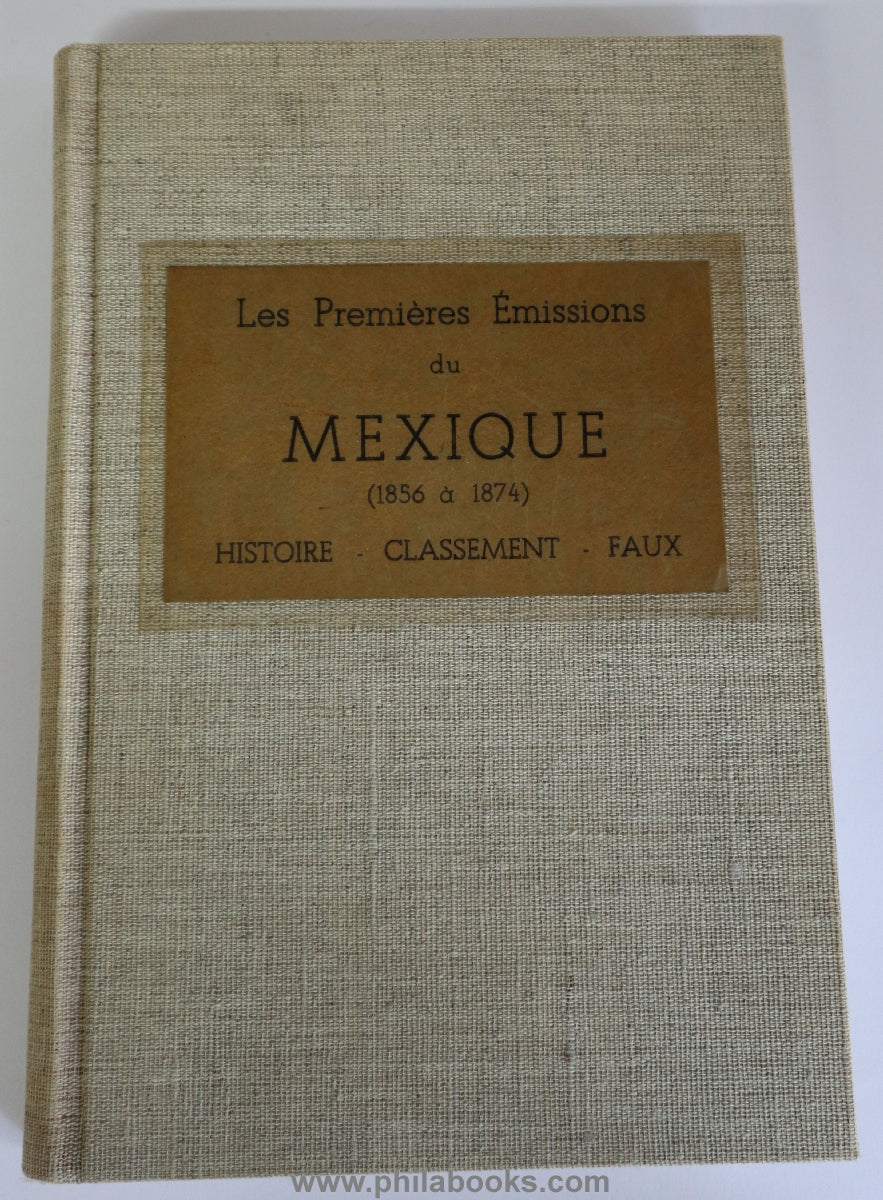 Les Premières Émissions
du
MEXIQUE
(1856 à 1874)
HISTOIRE - CLASSEMENT - FAUX
www.philabooks.com